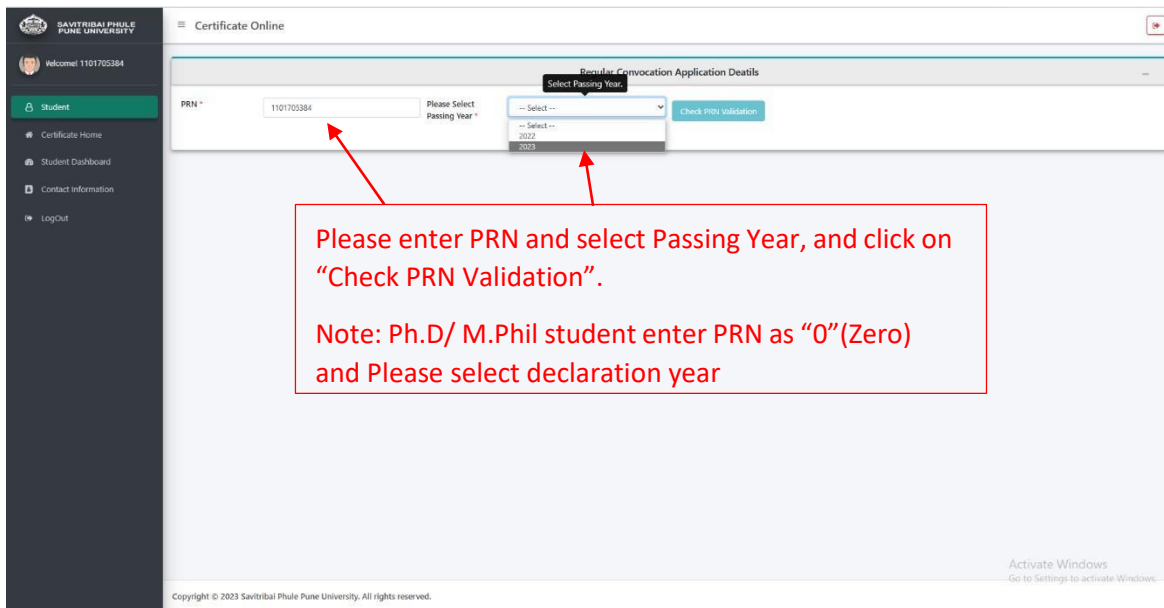 SAVITRIBAI PHULE
PUNE UNIVERSITY
Certificate Online
Welcome! 1101705384
Regular Convocation Application Deatils
Select Passing Year.
Student
PRN *
1101705384
Please Select
Passing Year *
-- Select --
Check PRN Validation
-- Select --
2022
2023
Certificate Home
Student Dashboard
Contact Information
LogOut
Please enter PRN and select Passing Year, and click on
“Check PRN Validation”.
Note: Ph.D/ M.Phil student enter PRN as “0”(Zero)
and Please select declaration year
Activate Windows
Go to Settings to activate Windows.
Copyright © 2023 Savitribai Phule Pune University. All rights reserved.